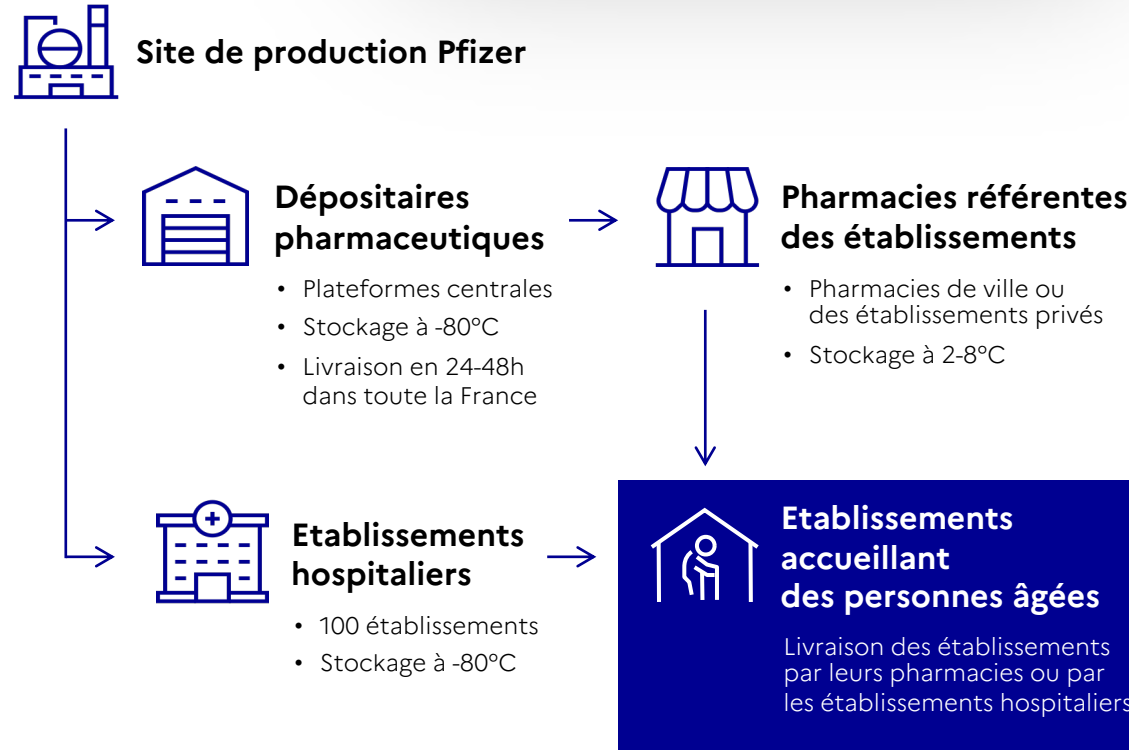 Site de production Pfizer
Dépositaires
pharmaceutiques
• Plateformes centrales
• Stockage à -80°C
• Livraison en 24-48h
dans toute la France
Pharmacies référentes
des établissements
• Pharmacies de ville ou
des établissements privés
• Stockage à 2-8°C
Etablissements
hospitaliers
• 100 établissements
• Stockage à -80°C
Etablissements
accueillant
des personnes âgées
Livraison des établissements
par leurs pharmacies ou par
les établissements hospitaliers